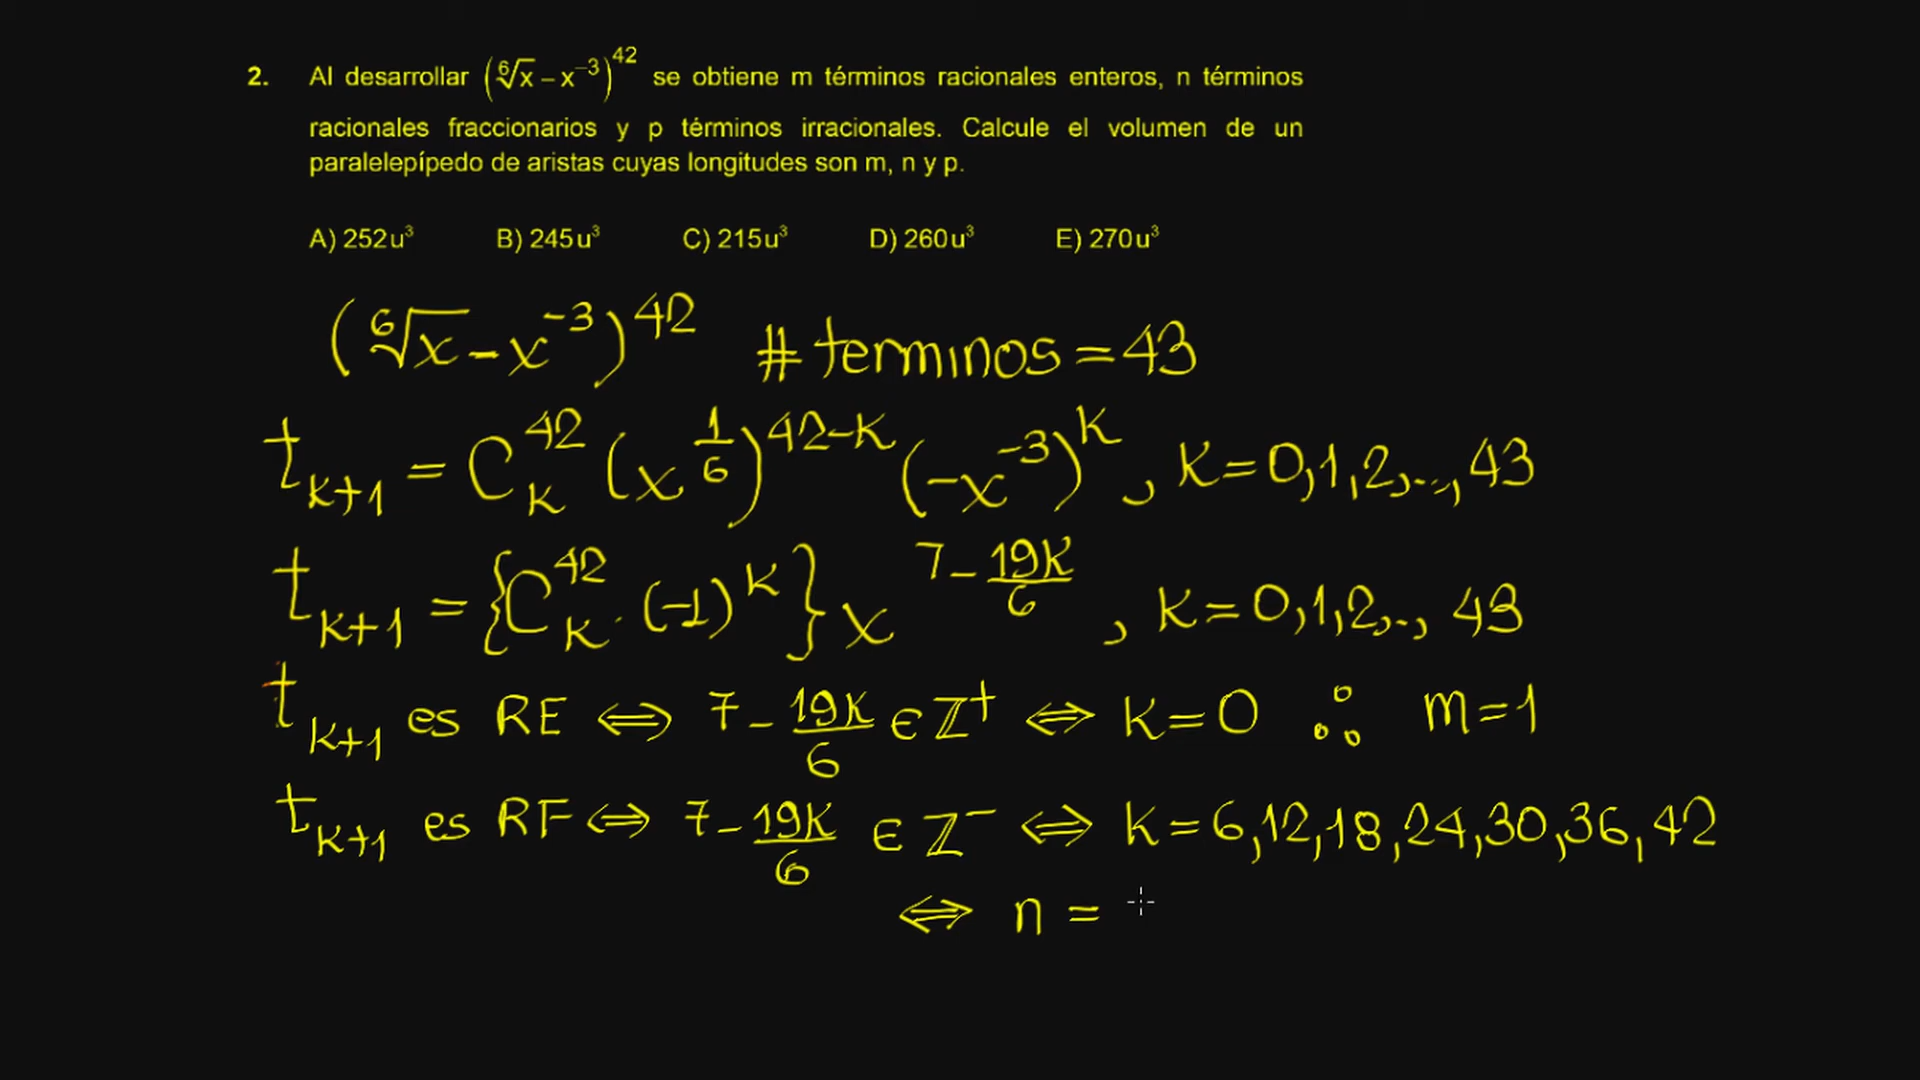 2. Al desarrollar (⁶√x − x⁻³)⁴² se obtiene m términos racionales enteros, n términos
racionales fraccionarios y p términos irracionales. Calcule el volumen de un
paralelepípedo de aristas cuyas longitudes son m, n y p.
A) 252u³ B) 245u³ C) 215u³ D) 260u³ E) 270u³
(⁶√x − x⁻³)⁴² # terminos = 43
t_{k+1} = C_k^{42} (x^{1/6})^{42−k} (−x^{−3})^k , k = 0,1,2,..., 43
t_{k+1} = {C_k^{42} · (−1)^k} x^{7 − 19k/6} , k = 0,1,2,.., 43
t_{k+1} es RE ⇔ 7 − 19k/6 ∈ ℤ⁺ ⇔ k = 0 ∴ m = 1
t_{k+1} es RF ⇔ 7 − 19k/6 ∈ ℤ⁻ ⇔ k = 6,12,18,24,30,36,42
⇔ n =